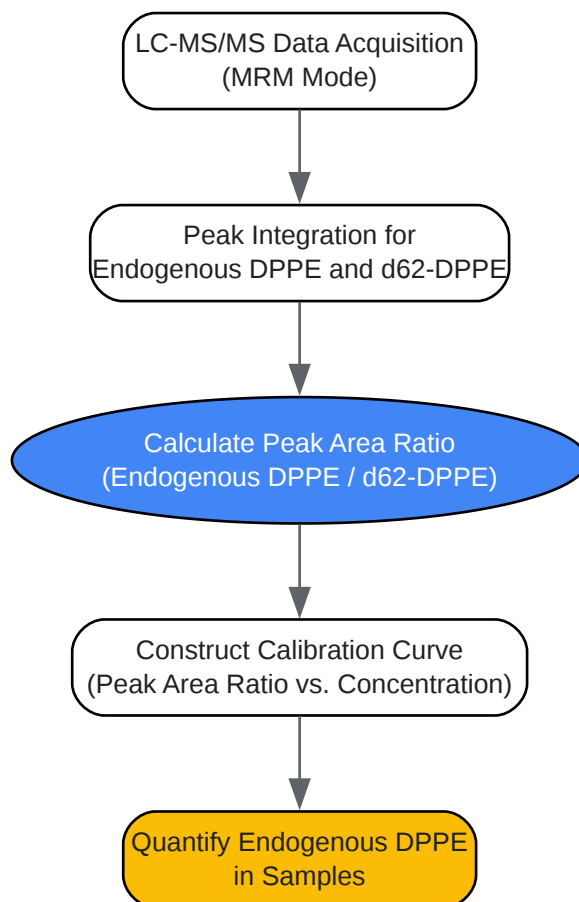 LC-MS/MS Data Acquisition
(MRM Mode)
Peak Integration for
Endogenous DPPE and d62-DPPE
Calculate Peak Area Ratio
(Endogenous DPPE / d62-DPPE)
Construct Calibration Curve
(Peak Area Ratio vs. Concentration)
Quantify Endogenous DPPE
in Samples